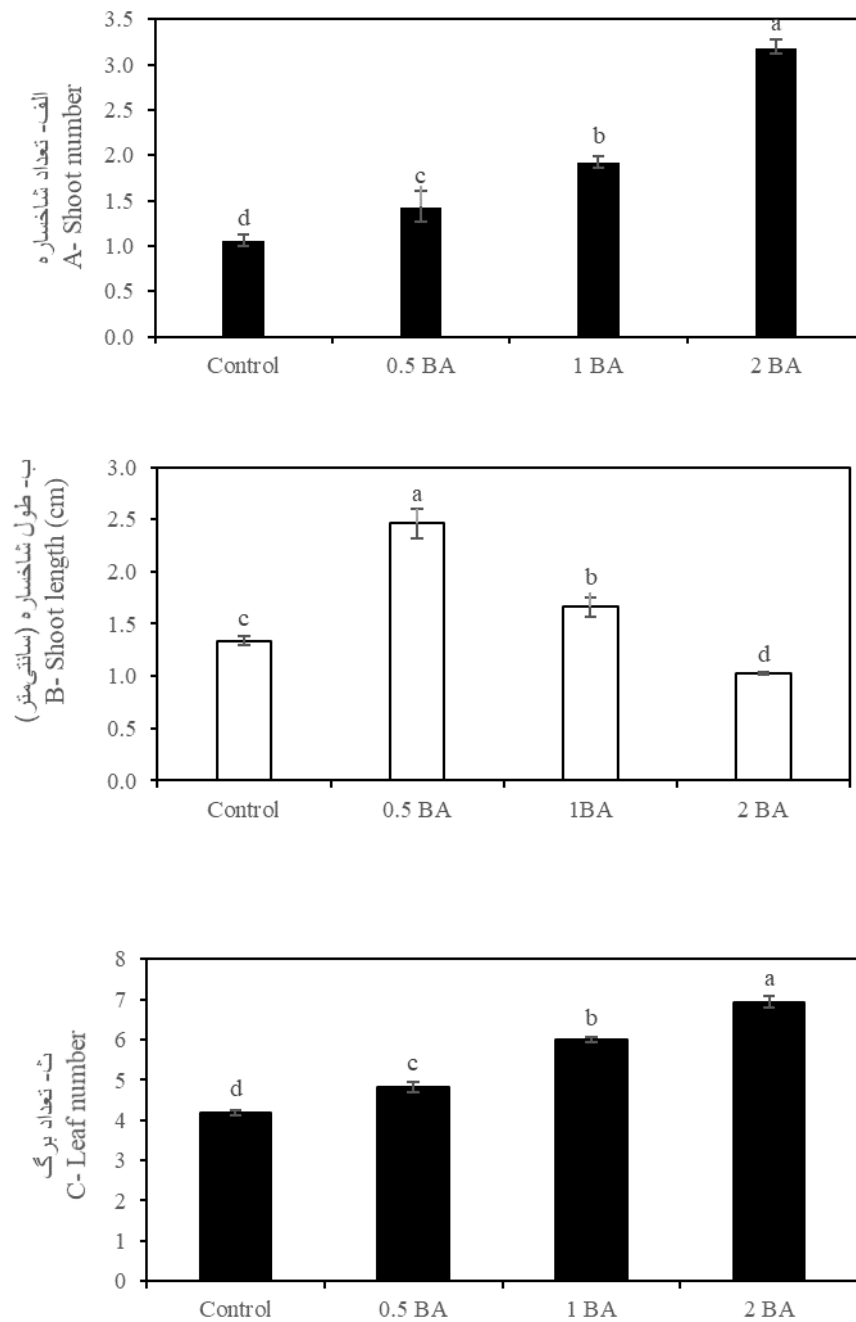 الف- تعداد شاخساره
A- Shoot number
3.5
3.0
2.5
2.0
1.5
1.0
0.5
0.0
d
c
b
a
Control
0.5 BA
1 BA
2 BA
ب- طول شاخساره (سانتی‌متر)
B- Shoot length (cm)
3.0
2.5
2.0
1.5
1.0
0.5
0.0
c
a
b
d
Control
0.5 BA
1BA
2 BA
ث- تعداد برگ
C- Leaf number
8
7
6
5
4
3
2
1
0
d
c
b
a
Control
0.5 BA
1 BA
2 BA